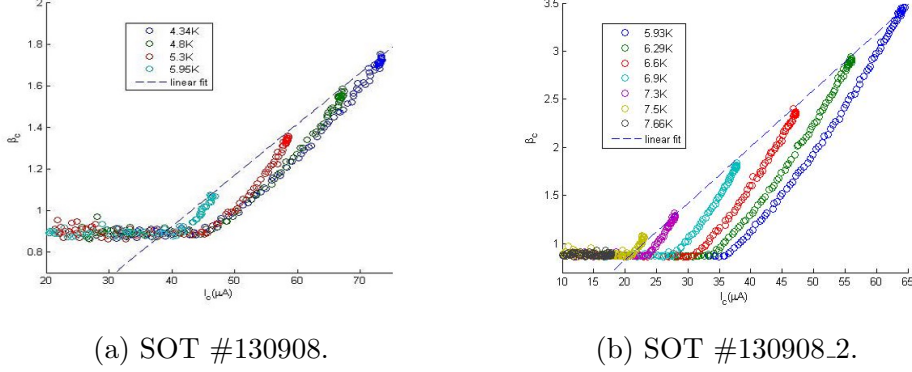 2
1.8
1.6
1.4
1.2
1
0.8
β_c
20 30 40 50 60 70
I_c(μA)
4.34K
4.8K
5.3K
5.95K
linear fit
(a) SOT #130908.
3.5
3
2.5
2
1.5
1
β_c
10 15 20 25 30 35 40 45 50 55 60 65
I_c(μA)
5.93K
6.29K
6.6K
6.9K
7.3K
7.5K
7.66K
linear fit
(b) SOT #130908_2.